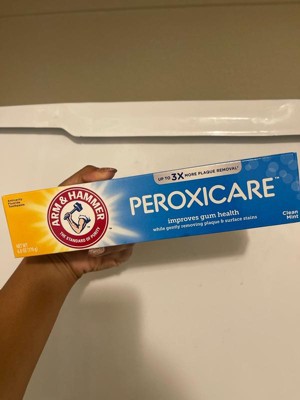 UP TO 3X MORE PLAQUE REMOVAL!
ARM & HAMMER
THE STANDARD OF PURITY
PEROXICARE™
improves gum health
while gently removing plaque & surface stains
Clean
Mint